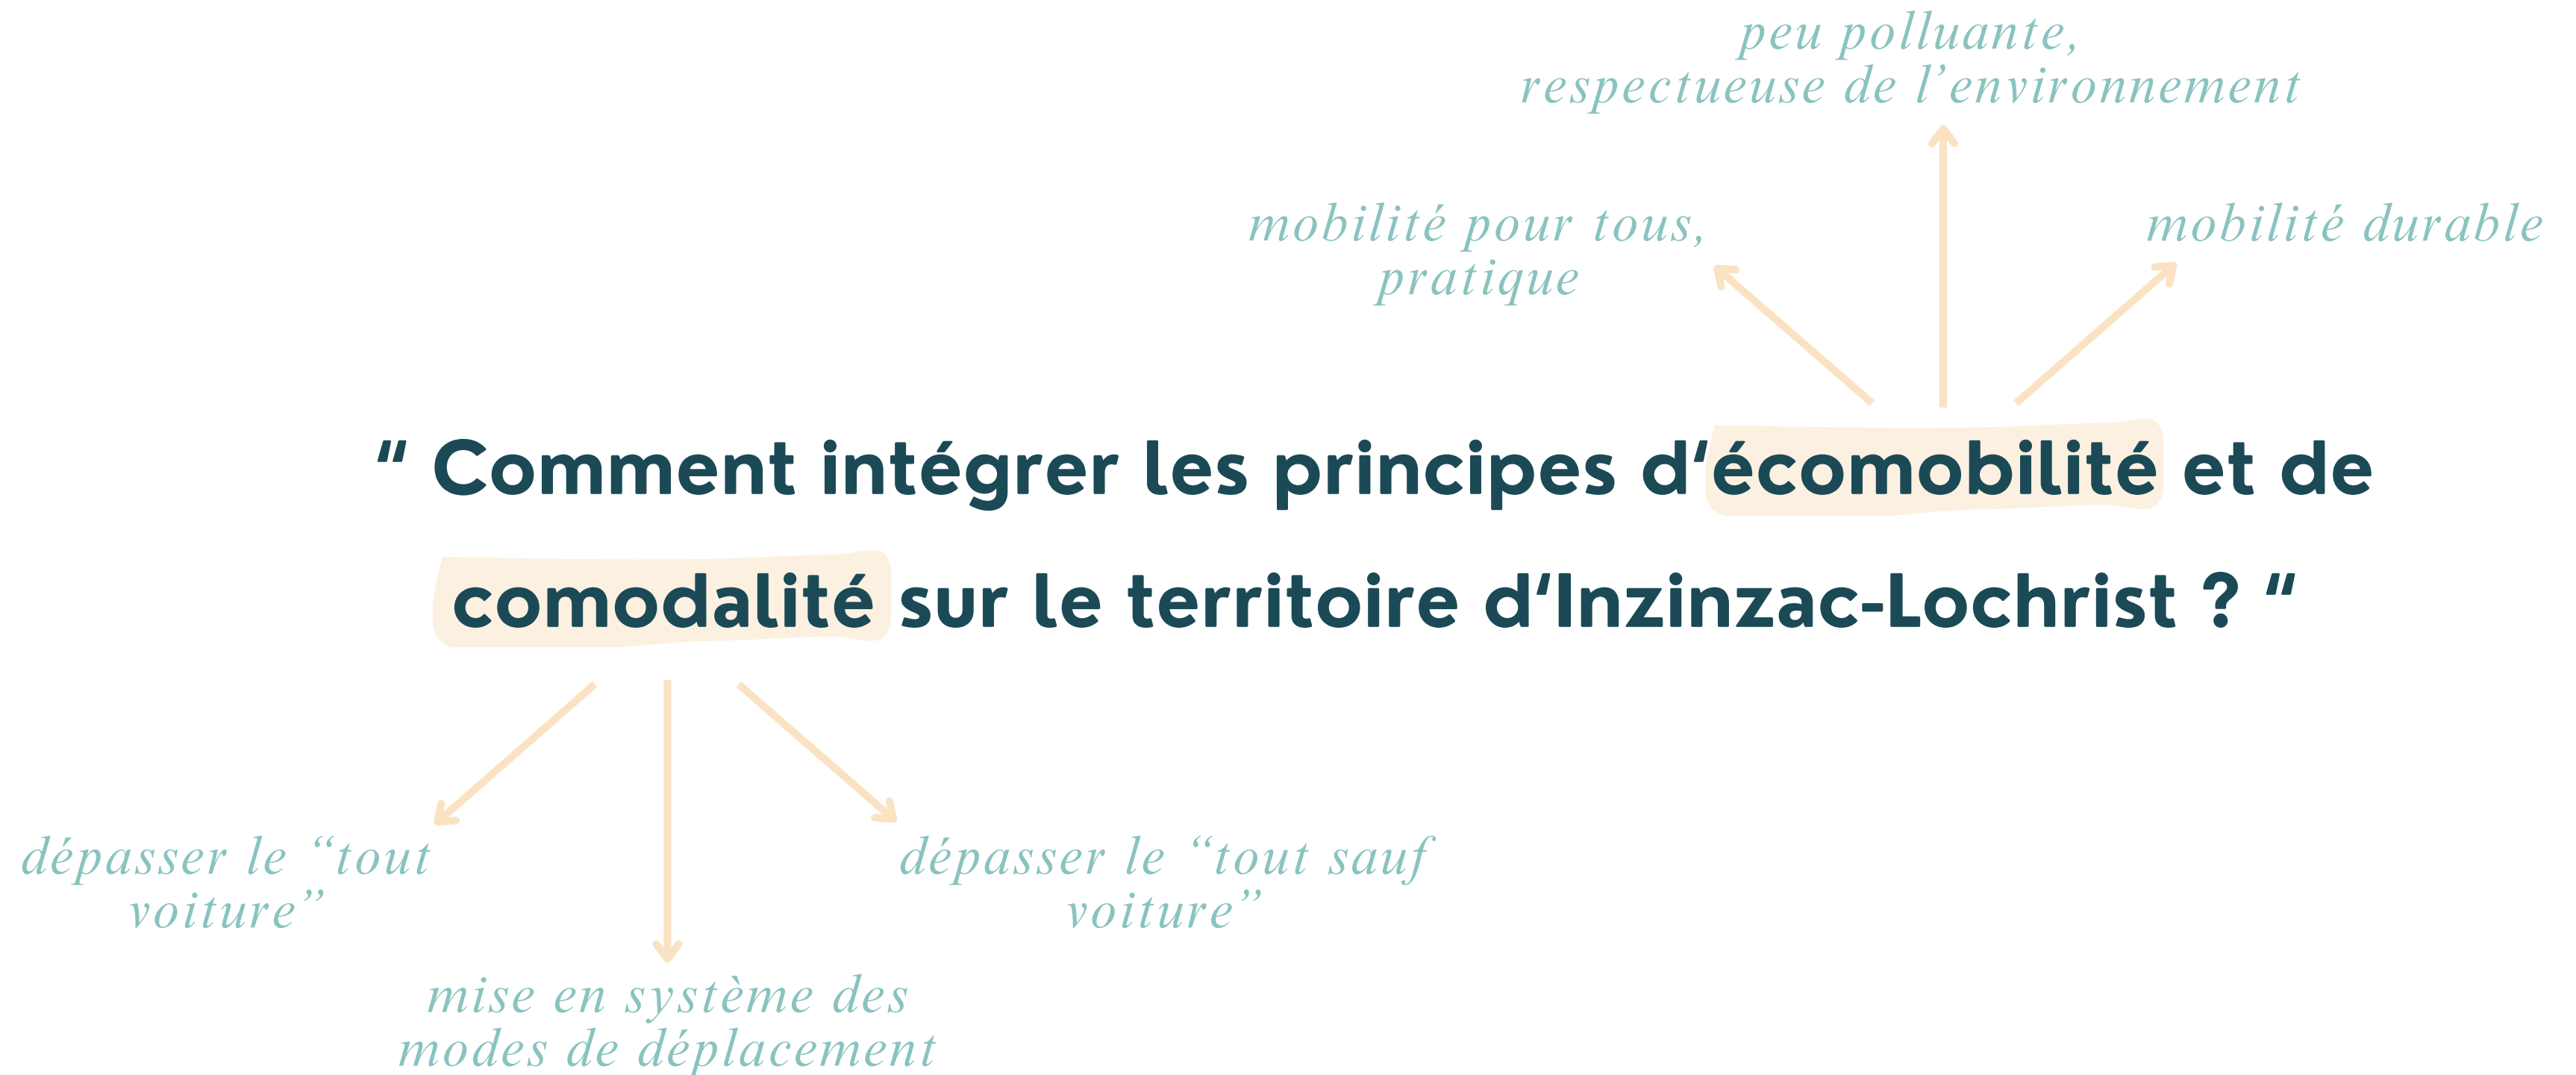 peu polluante,
respectueuse de l’environnement
mobilité pour tous,
pratique
mobilité durable
“ Comment intégrer les principes d‘écomobilité et de
comodalité sur le territoire d‘Inzinzac-Lochrist ? “
dépasser le “tout
voiture”
dépasser le “tout sauf
voiture”
mise en système des
modes de déplacement